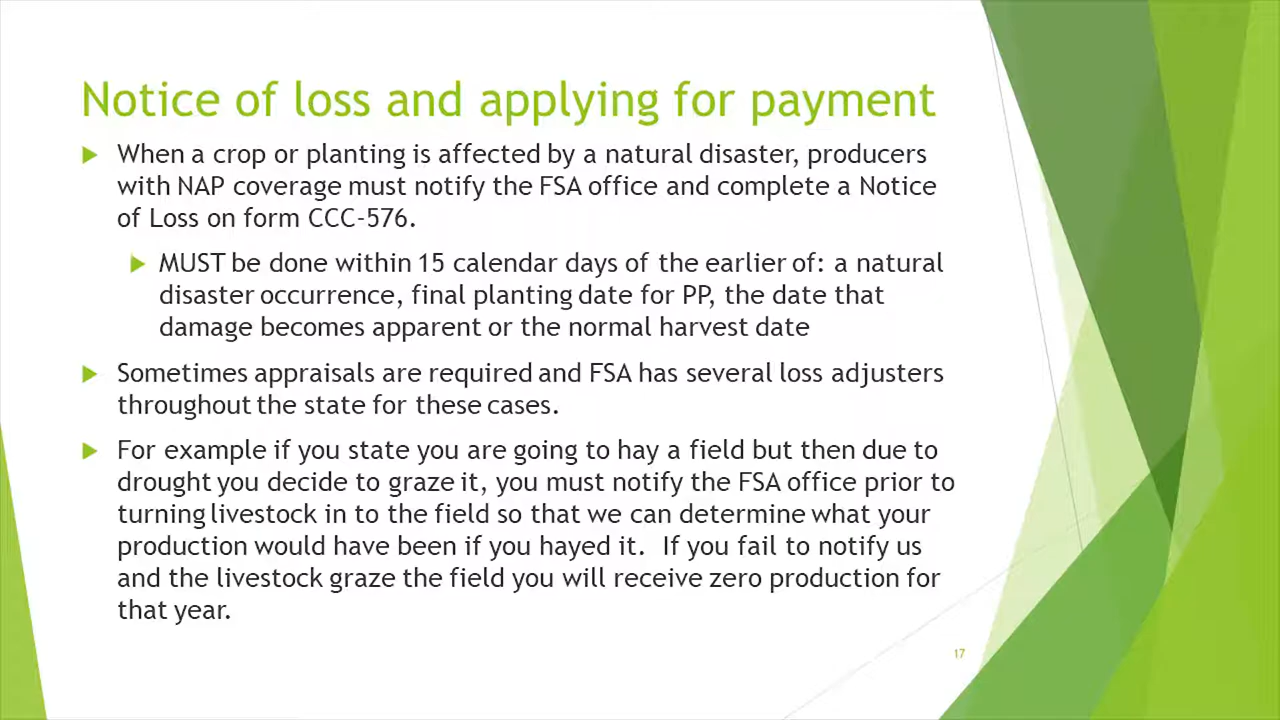 Notice of loss and applying for payment
When a crop or planting is affected by a natural disaster, producers
with NAP coverage must notify the FSA office and complete a Notice
of Loss on form CCC-576.
MUST be done within 15 calendar days of the earlier of: a natural
disaster occurrence, final planting date for PP, the date that
damage becomes apparent or the normal harvest date
Sometimes appraisals are required and FSA has several loss adjusters
throughout the state for these cases.
For example if you state you are going to hay a field but then due to
drought you decide to graze it, you must notify the FSA office prior to
turning livestock in to the field so that we can determine what your
production would have been if you hayed it.  If you fail to notify us
and the livestock graze the field you will receive zero production for
that year.
17